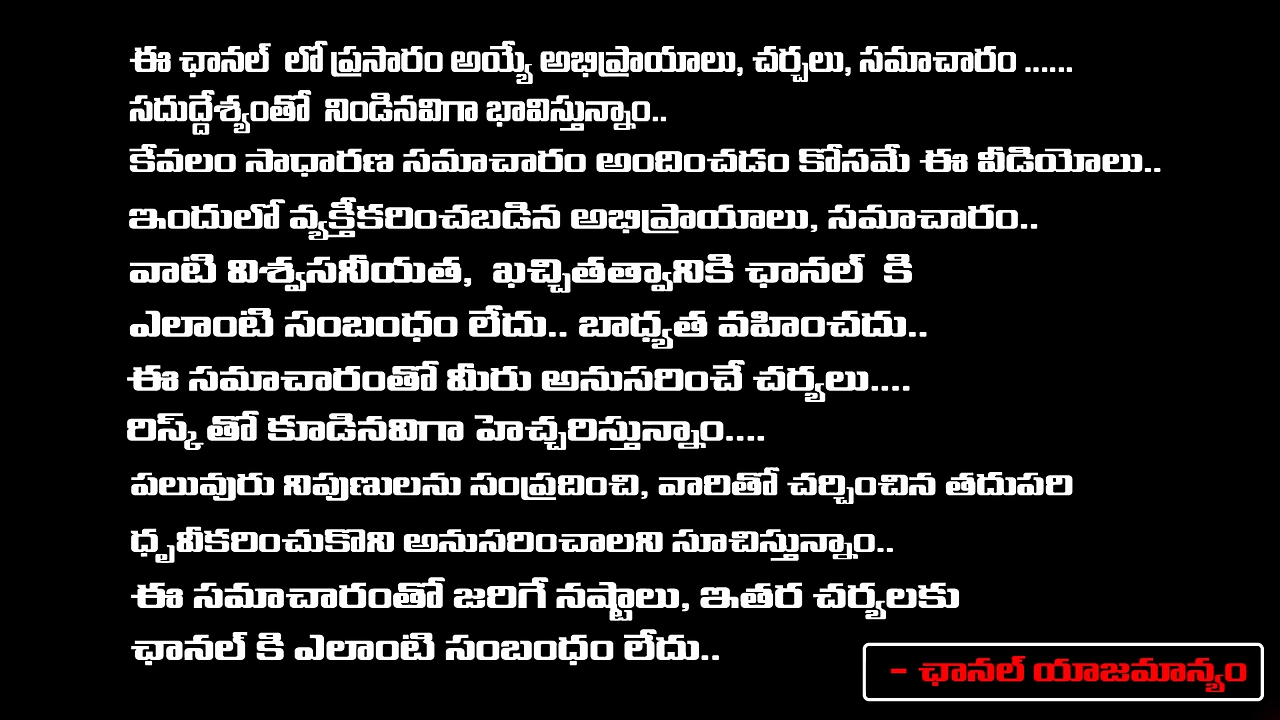 ఈ ఛానల్ లో ప్రసారం అయ్యే అభిప్రాయాలు, చర్చలు, సమాచారం ......
సదుద్దేశ్యంతో నిండినవిగా భావిస్తున్నాం..
కేవలం సాధారణ సమాచారం అందించడం కోసమే ఈ వీడియోలు..
ఇందులో వ్యక్తీకరించబడిన అభిప్రాయాలు, సమాచారం..
వాటి విశ్వసనీయత, ఖచ్చితత్వానికి ఛానల్ కి
ఎలాంటి సంబంధం లేదు.. బాధ్యత వహించదు..
ఈ సమాచారంతో మీరు అనుసరించే చర్యలు....
రిస్క్ తో కూడినవిగా హెచ్చరిస్తున్నాం....
పలువురు నిపుణులను సంప్రదించి, వారితో చర్చించిన తదుపరి
ధృవీకరించుకొని అనుసరించాలని సూచిస్తున్నాం..
ఈ సమాచారంతో జరిగే నష్టాలు, ఇతర చర్యలకు
ఛానల్ కి ఎలాంటి సంబంధం లేదు..
- ఛానల్ యాజమాన్యం